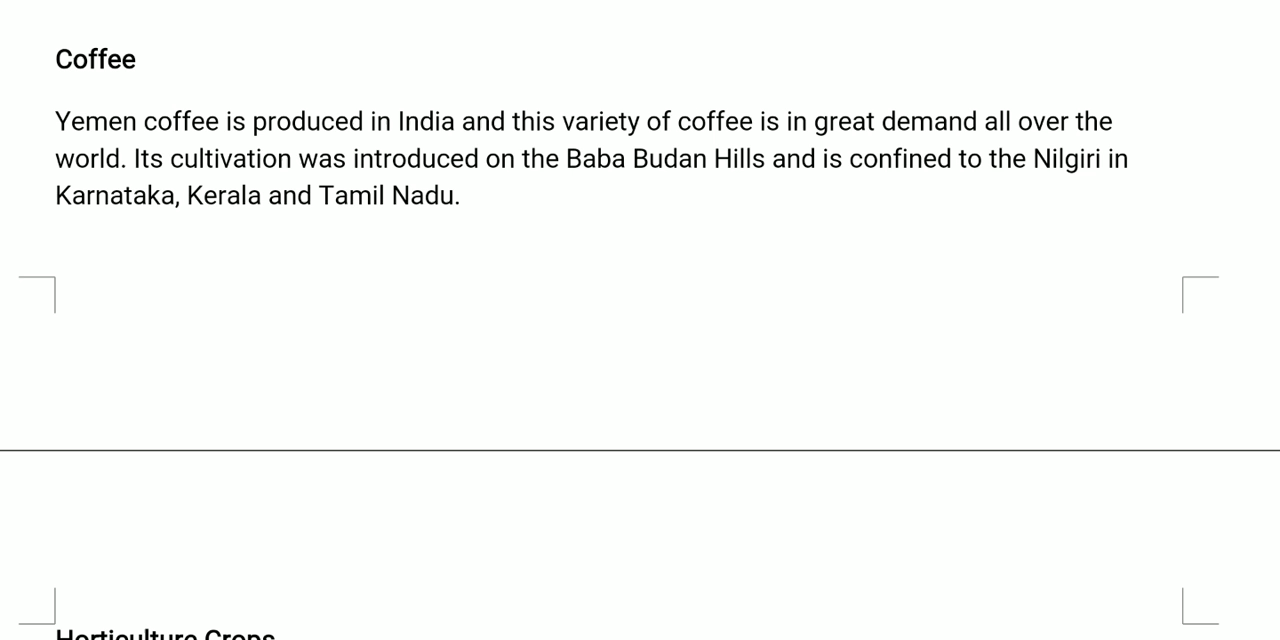 Coffee
Yemen coffee is produced in India and this variety of coffee is in great demand all over the
world. Its cultivation was introduced on the Baba Budan Hills and is confined to the Nilgiri in
Karnataka, Kerala and Tamil Nadu.
Horticulture Crops